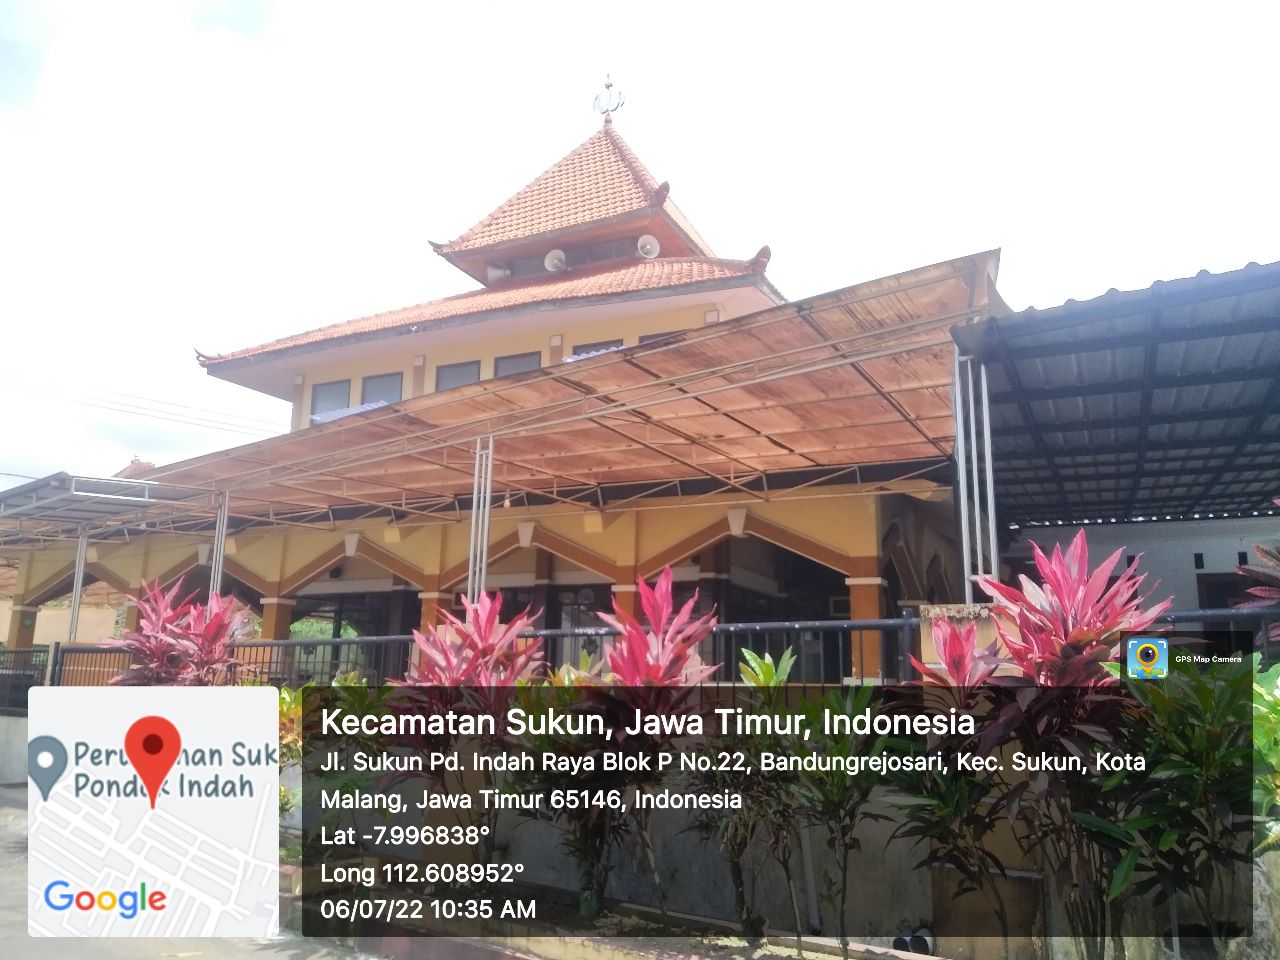 GPS Map Camera
Kecamatan Sukun, Jawa Timur, Indonesia
Jl. Sukun Pd. Indah Raya Blok P No.22, Bandungrejosari, Kec. Sukun, Kota
Malang, Jawa Timur 65146, Indonesia
Lat -7.996838°
Long 112.608952°
06/07/22 10:35 AM
Suk
Indah
Google